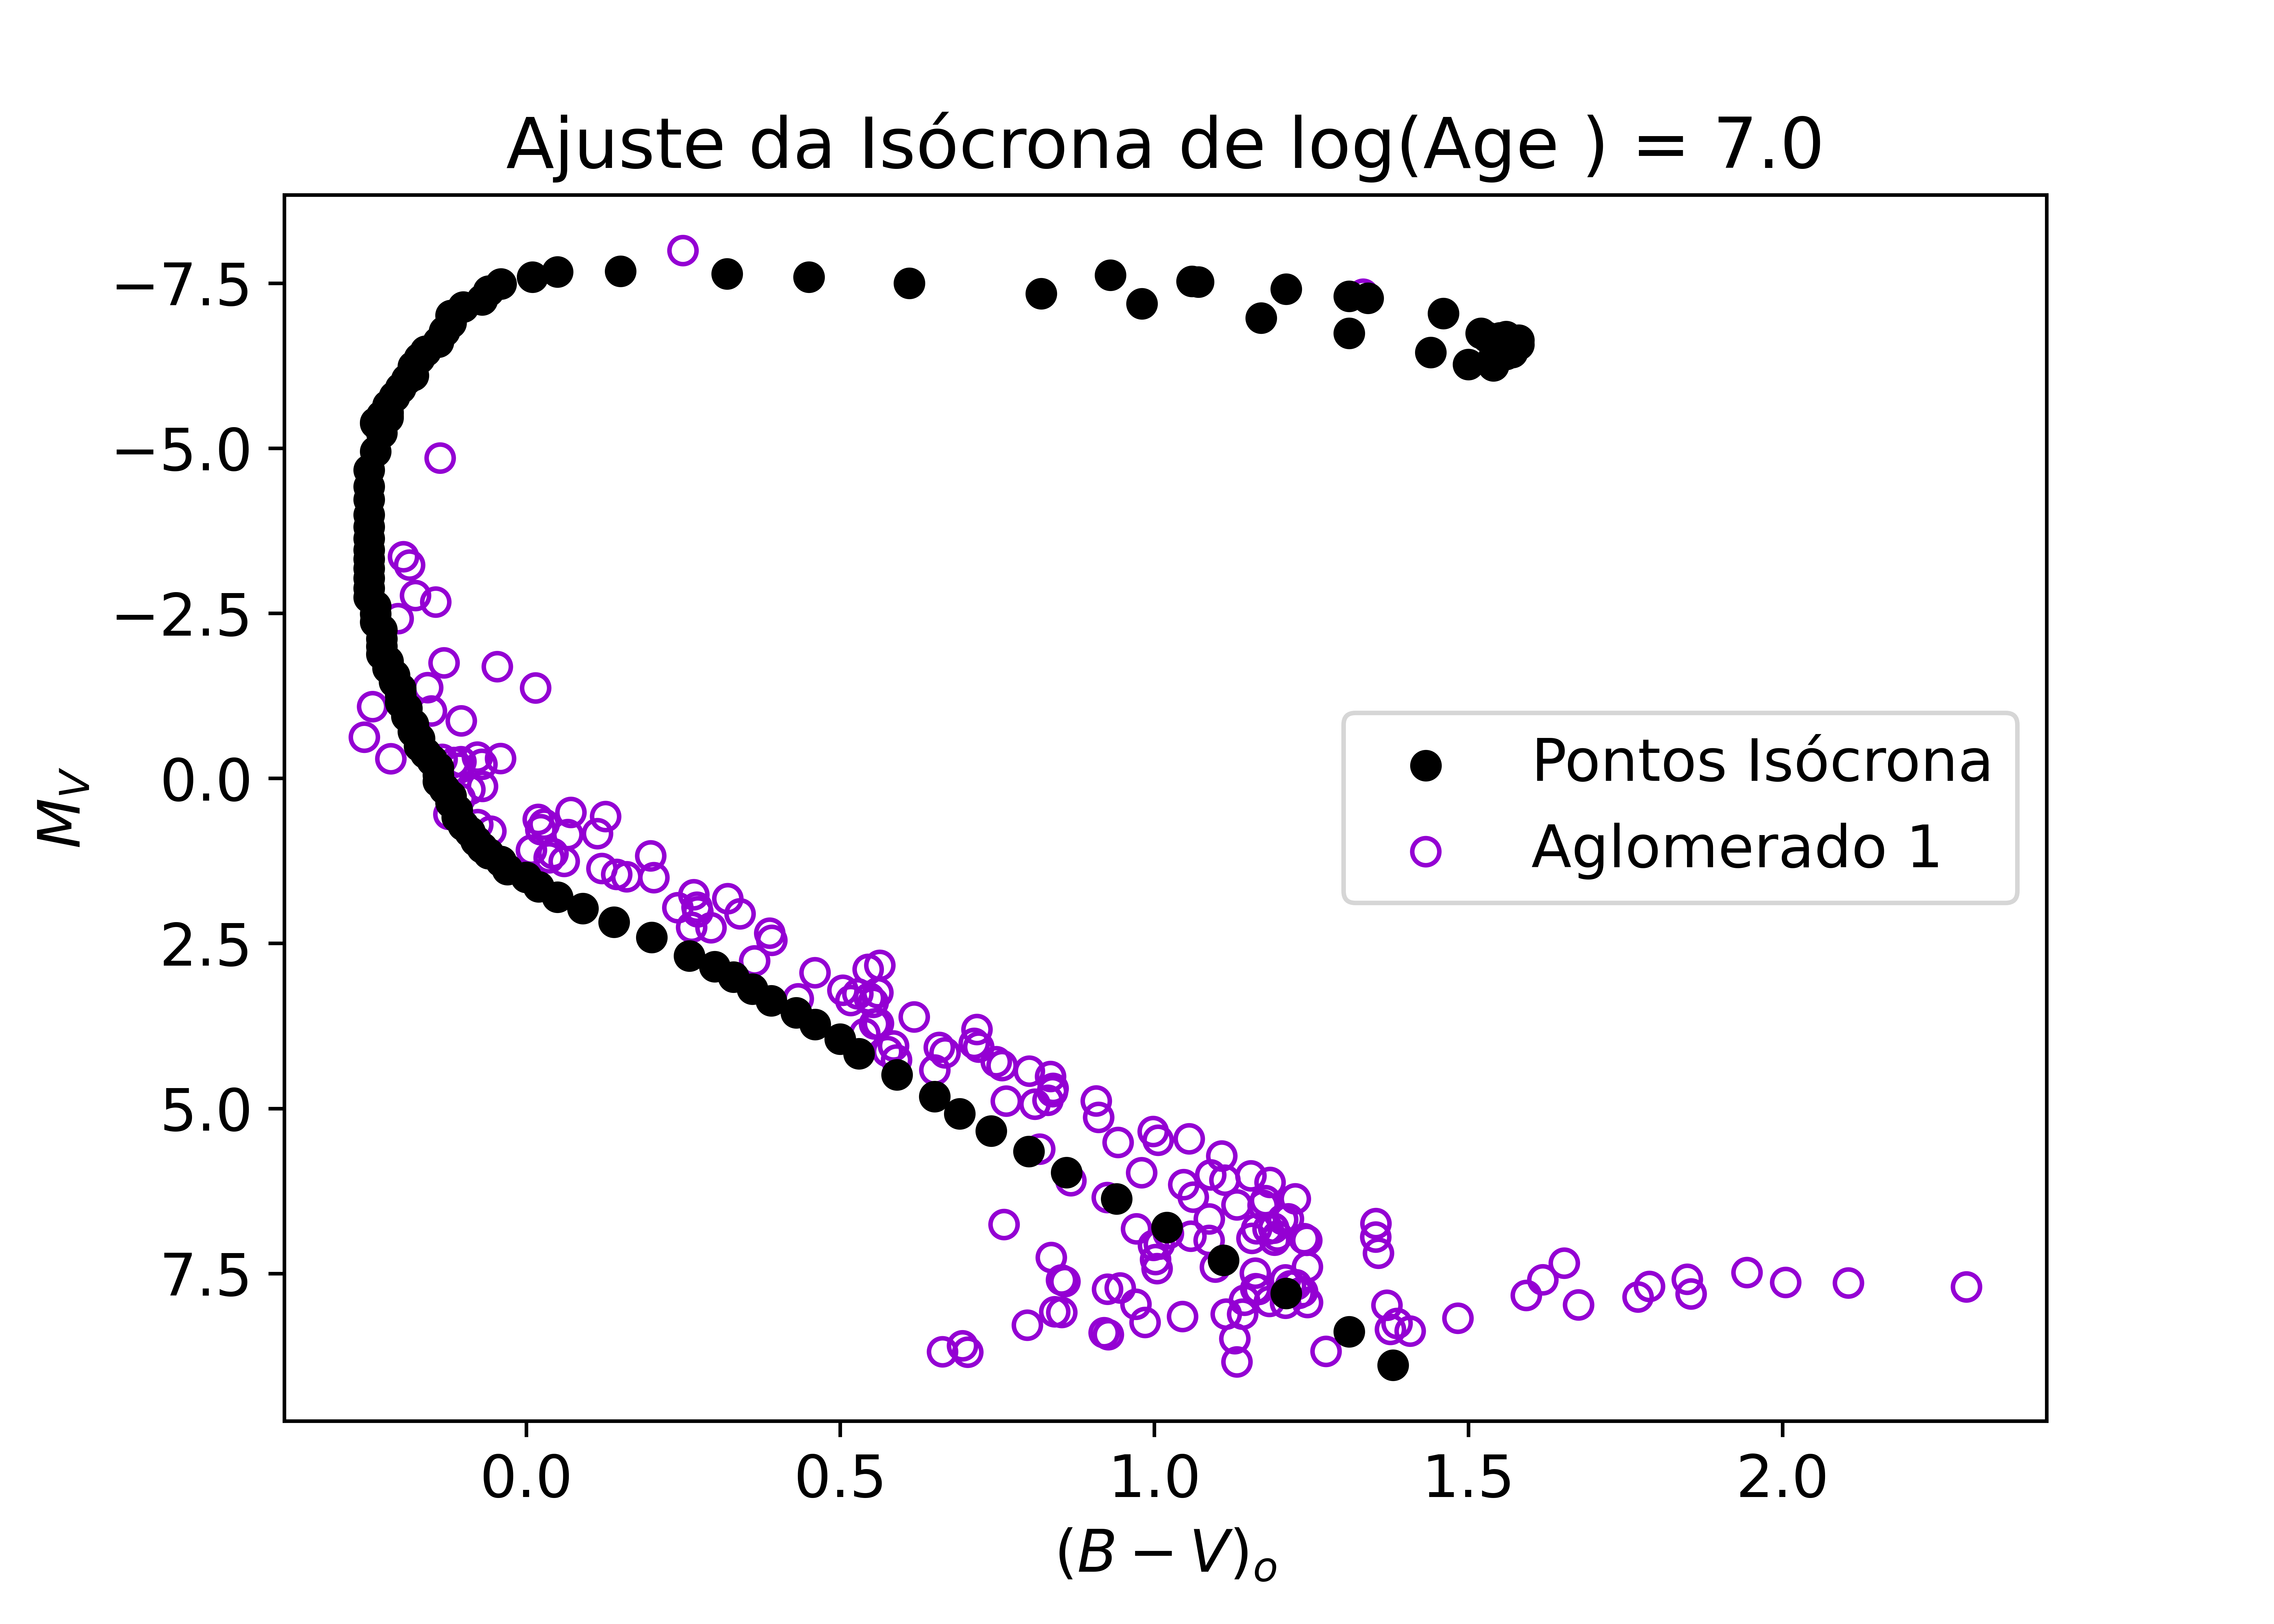 Ajuste da Isócrona de log(Age ) = 7.0
−7.5
−5.0
−2.5
0.0
2.5
5.0
7.5
M_V
Pontos Isócrona
Aglomerado 1
0.0 0.5 1.0 1.5 2.0
(B − V)_o